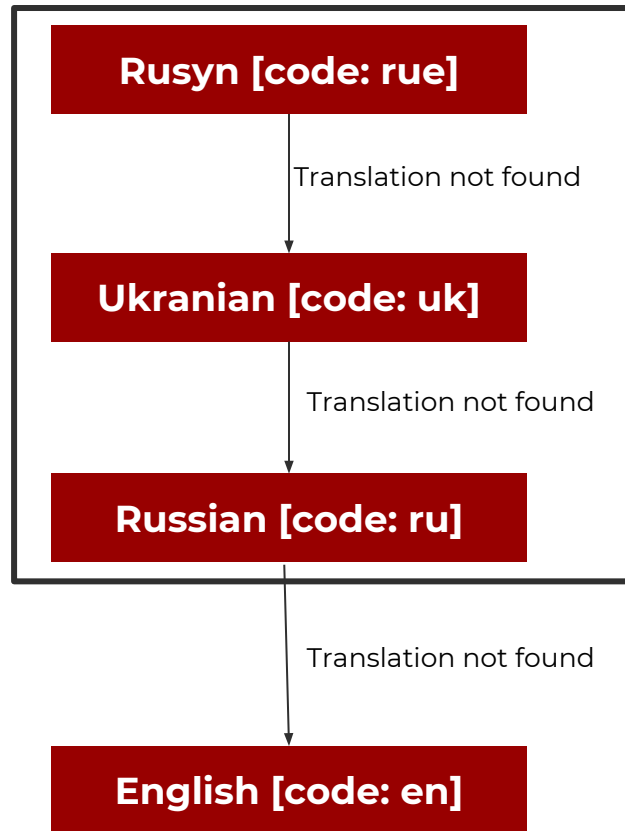 Rusyn [code: rue]
Translation not found
Ukranian [code: uk]
Translation not found
Russian [code: ru]
Translation not found
English [code: en]